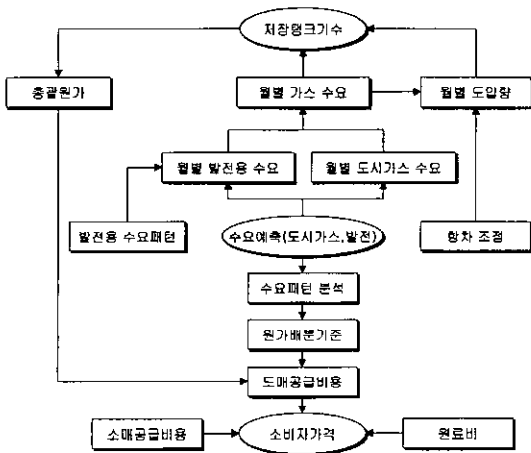 저장탱크기수
총괄원가
월별 가스 수요
월별 도입량
월별 발전용 수요
월별 도시가스 수요
발전용 수요패턴
수요예측(도시가스,발전)
항차 조정
수요패턴 분석
원가배분기준
도매공급비용
소매공급비용
소비자가격
원료비